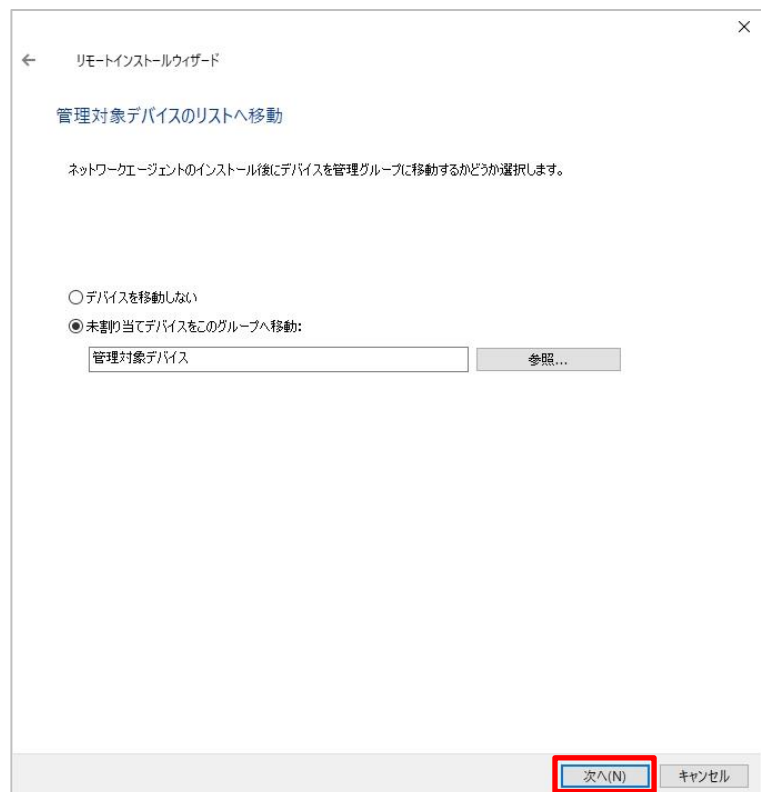 リモートインストールウィザード
管理対象デバイスのリストへ移動
ネットワークエージェントのインストール後にデバイスを管理グループに移動するかどうか選択します。
デバイスを移動しない
未割り当てデバイスをこのグループへ移動:
管理対象デバイス
参照...
次へ(N)
キャンセル